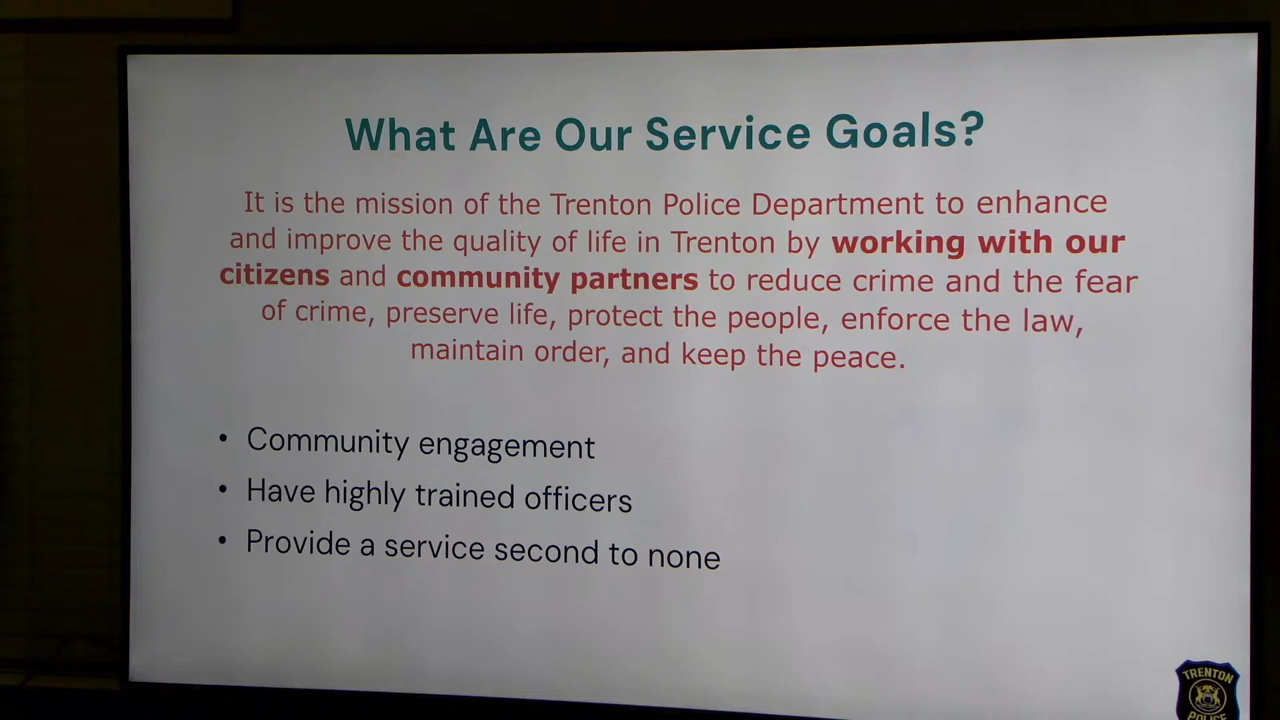 What Are Our Service Goals?
It is the mission of the Trenton Police Department to enhance
and improve the quality of life in Trenton by working with our
citizens and community partners to reduce crime and the fear
of crime, preserve life, protect the people, enforce the law,
maintain order, and keep the peace.
• Community engagement
• Have highly trained officers
• Provide a service second to none
TRENTON
POLICE